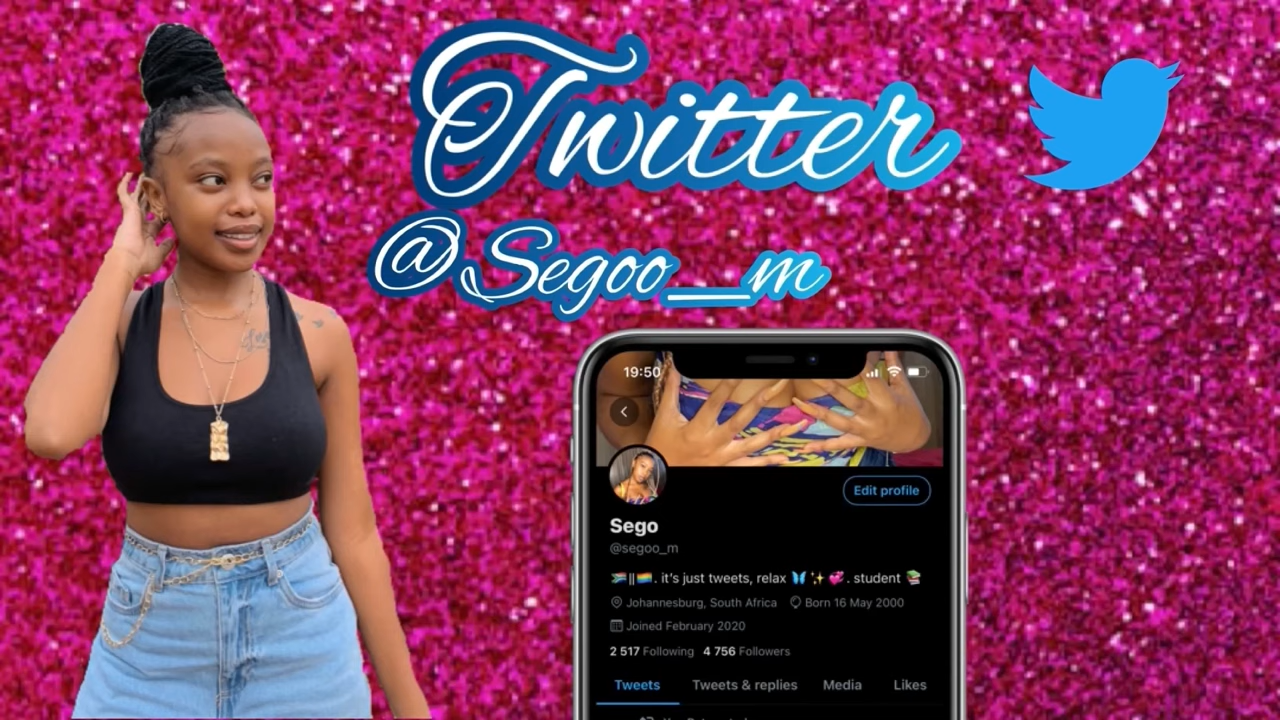 Twitter
@Segoo_m
19:50
Edit profile
Sego
@segoo_m
🇿🇦||🏳️‍🌈. it's just tweets, relax 🦋✨💞. student 📚
Johannesburg, South Africa Born 16 May 2000
Joined February 2020
2 517 Following 4 756 Followers
Tweets Tweets & replies Media Likes